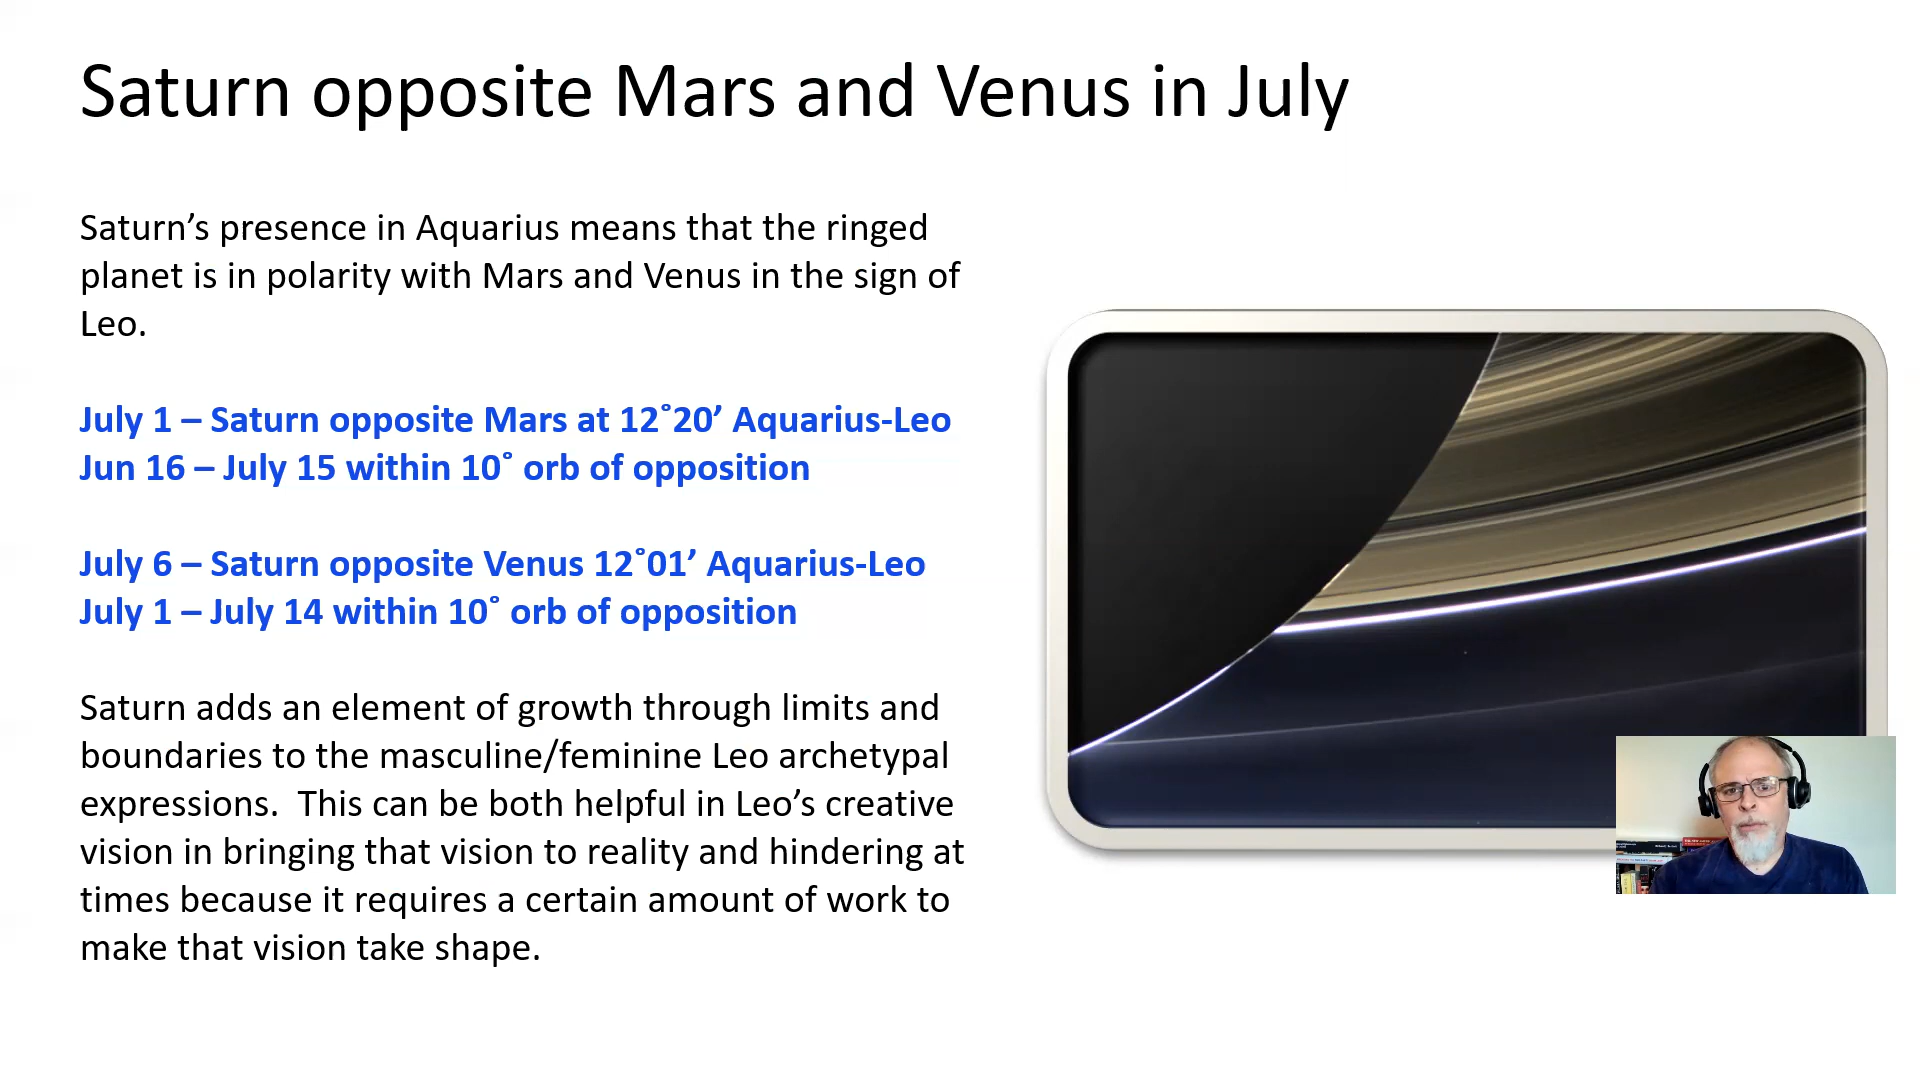 Saturn opposite Mars and Venus in July
Saturn’s presence in Aquarius means that the ringed
planet is in polarity with Mars and Venus in the sign of
Leo.
July 1 – Saturn opposite Mars at 12˚20’ Aquarius-Leo
Jun 16 – July 15 within 10˚ orb of opposition
July 6 – Saturn opposite Venus 12˚01’ Aquarius-Leo
July 1 – July 14 within 10˚ orb of opposition
Saturn adds an element of growth through limits and
boundaries to the masculine/feminine Leo archetypal
expressions.  This can be both helpful in Leo’s creative
vision in bringing that vision to reality and hindering at
times because it requires a certain amount of work to
make that vision take shape.